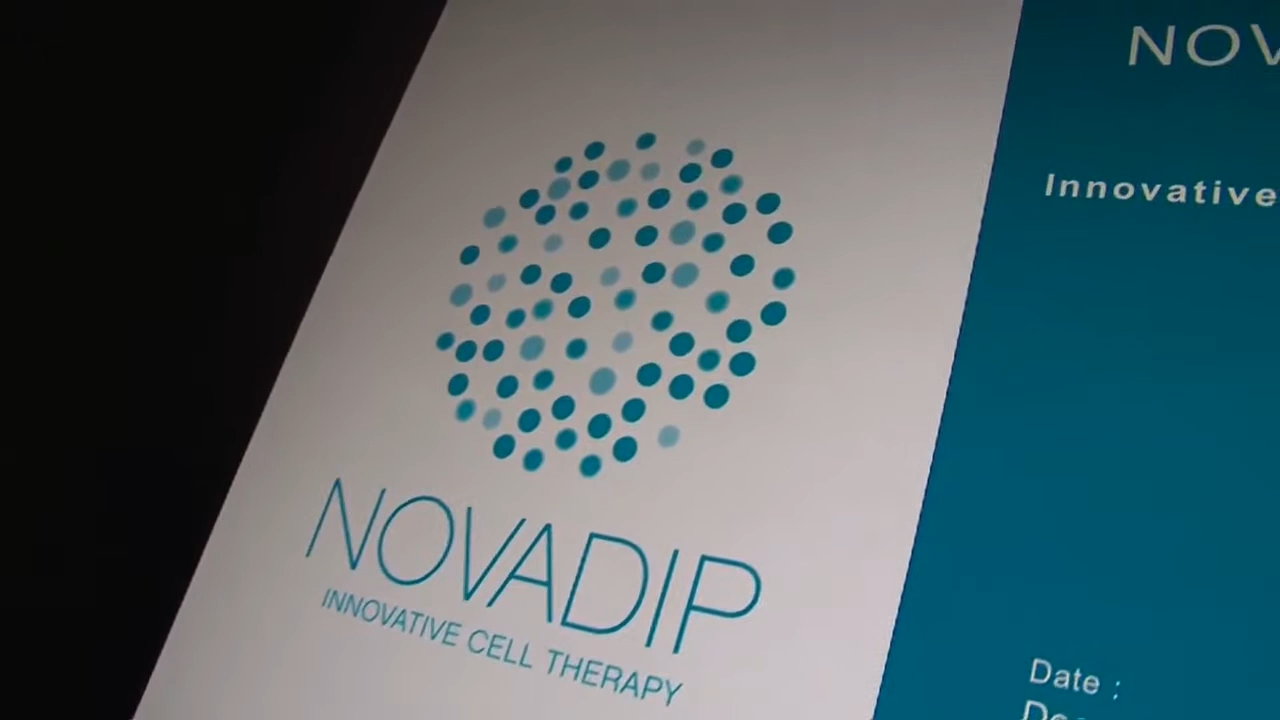 NOVADIP
INNOVATIVE CELL THERAPY
NOV
Innovative
Date :